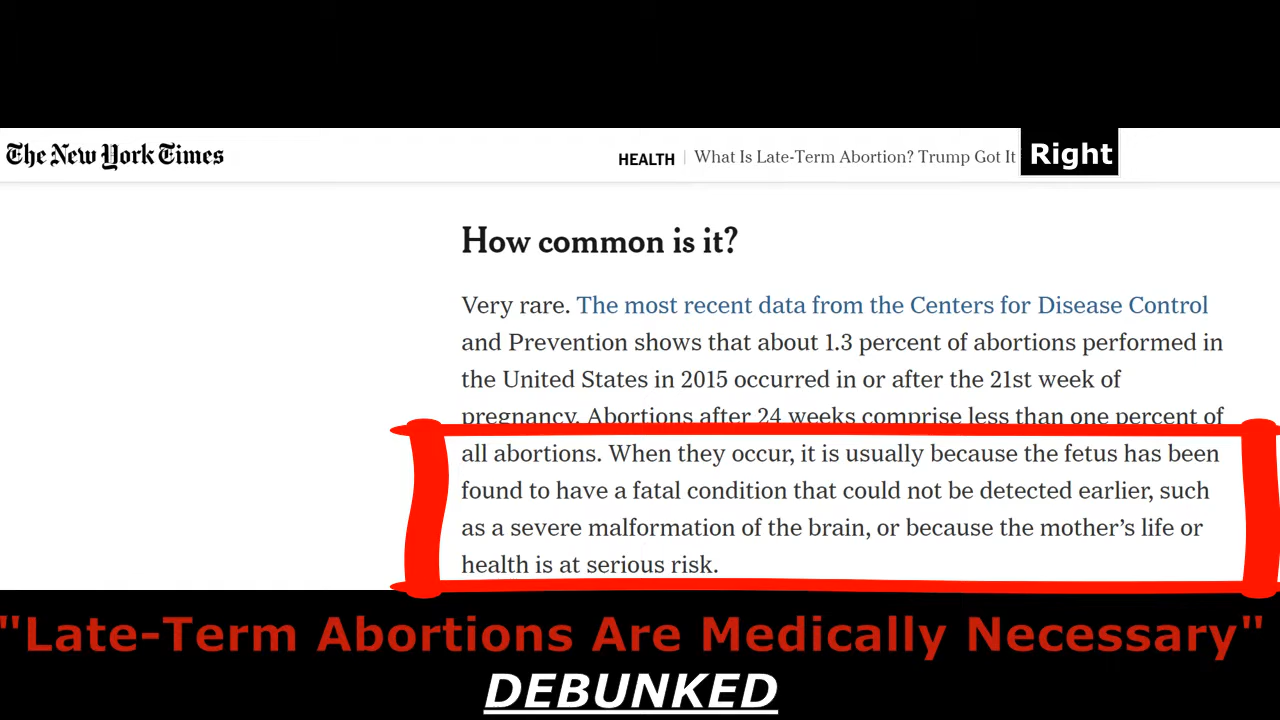 The New York Times
HEALTH | What Is Late-Term Abortion? Trump Got It Right
How common is it?
Very rare. The most recent data from the Centers for Disease Control
and Prevention shows that about 1.3 percent of abortions performed in
the United States in 2015 occurred in or after the 21st week of
pregnancy. Abortions after 24 weeks comprise less than one percent of
all abortions. When they occur, it is usually because the fetus has been
found to have a fatal condition that could not be detected earlier, such
as a severe malformation of the brain, or because the mother’s life or
health is at serious risk.
"Late-Term Abortions Are Medically Necessary"
DEBUNKED